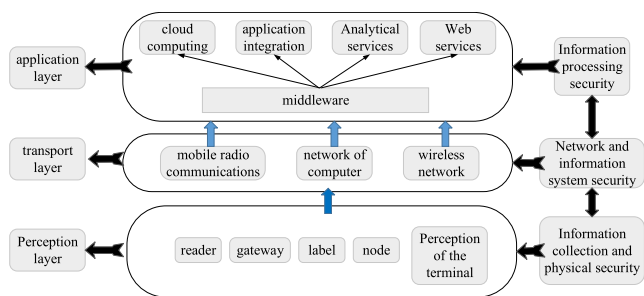 cloud
computing
application
integration
Analytical
services
Web
services
application
layer
Information
processing
security
middleware
transport
layer
mobile radio
communications
network of
computer
wireless
network
Network and
information
system security
Perception
layer
reader
gateway
label
node
Perception
of the
terminal
Information
collection and
physical security